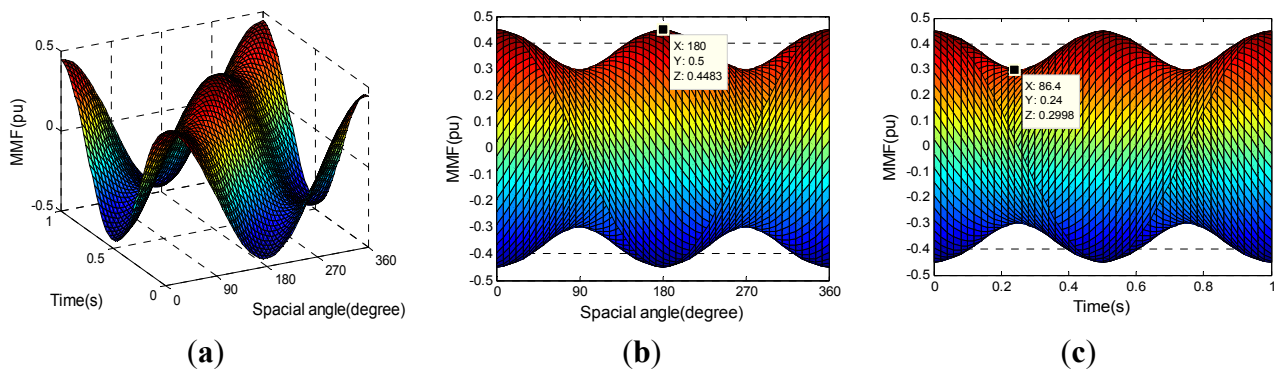 0.5
0
-0.5
MMF(pu)
1
0.5
0
Time(s)
0
90
180
270
360
Spacial angle(degree)
(a)
0.5
0.4
0.3
0.2
0.1
0
-0.1
-0.2
-0.3
-0.4
-0.5
MMF(pu)
X: 180
Y: 0.5
Z: 0.4483
0
90
180
270
360
Spacial angle(degree)
(b)
0.5
0.4
0.3
0.2
0.1
0
-0.1
-0.2
-0.3
-0.4
-0.5
MMF(pu)
X: 86.4
Y: 0.24
Z: 0.2998
0
0.2
0.4
0.6
0.8
1
Time(s)
(c)